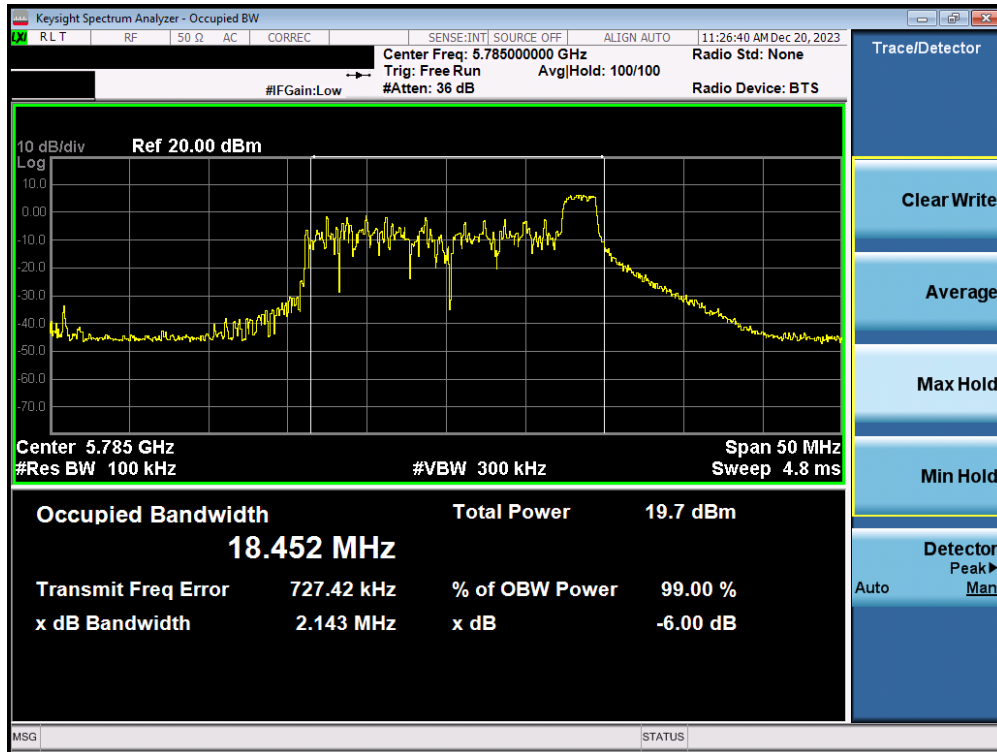 Keysight Spectrum Analyzer - Occupied BW
LXI RLT RF 50 Ω AC CORREC SENSE:INT SOURCE OFF ALIGN AUTO 11:26:40 AM Dec 20, 2023
Center Freq: 5.785000000 GHz Radio Std: None
Trig: Free Run Avg|Hold: 100/100
#IFGain:Low #Atten: 36 dB Radio Device: BTS
Trace/Detector
10 dB/div Ref 20.00 dBm
Log
10.0
0.00
-10.0
-20.0
-30.0
-40.0
-50.0
-60.0
-70.0
Center 5.785 GHz Span 50 MHz
#Res BW 100 kHz #VBW 300 kHz Sweep 4.8 ms
Occupied Bandwidth Total Power 19.7 dBm
18.452 MHz
Transmit Freq Error 727.42 kHz % of OBW Power 99.00 %
x dB Bandwidth 2.143 MHz x dB -6.00 dB
Clear Write
Average
Max Hold
Min Hold
Detector
Peak▶
Auto Man
MSG STATUS